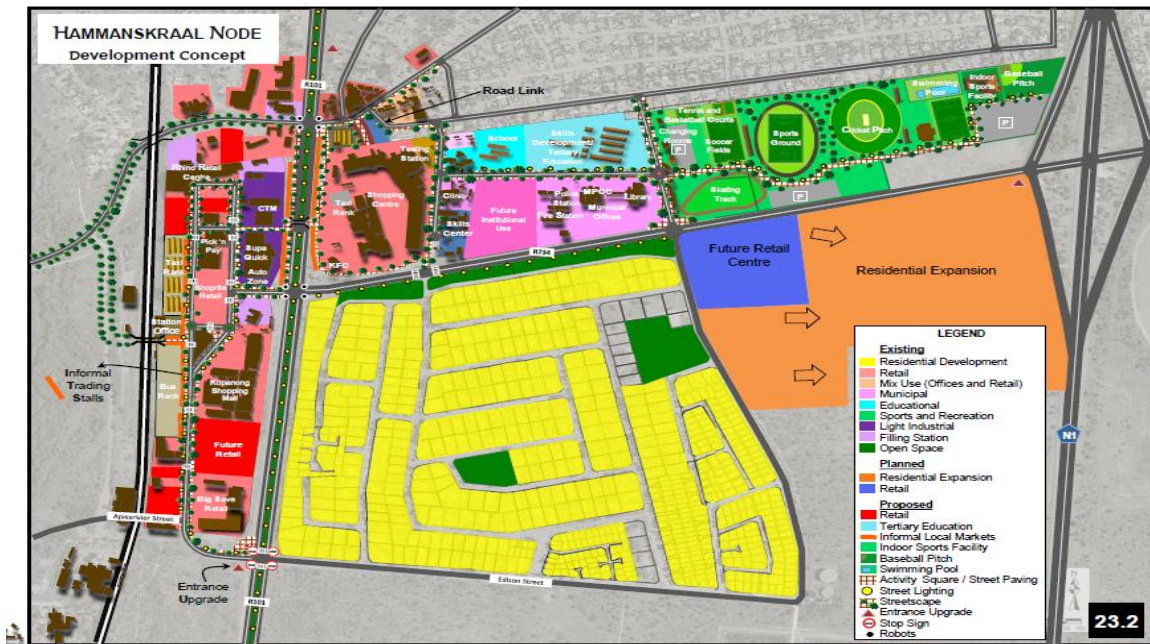 HAMMANSKRAAL NODE
Development Concept
R101
Road Link
Testing
Station
School
Skills
Development/
Tertiary
Education
Tennis and
Basketball Courts
Changing
Rooms
P
Soccer
Fields
Sports
Ground
Cricket Pitch
Swimming
Pool
Indoor
Sports
Facility
Baseball
Pitch
P
Rhino Retail
Centre
CTM
Taxi
Rank
Shopping
Centre
Clinic
Skills
Center
Future
Institutional
Use
Police
Station
Fire Station
MPCC
Municipal
Offices
Library
Skating
Track
P
Pick 'n
Pay
Supa
Quick
Auto
Zone
KFC
R734
Taxi
Rank
Shoprite
Retail
Future Retail
Centre
Residential Expansion
Station
Office
Informal
Trading
Stalls
Bus
Rank
Kopanong
Shopping
Mall
Future
Retail
Big Save
Retail
Apiesrivier Street
Entrance
Upgrade
R101
Edison Street
N1
LEGEND
Existing
Residential Development
Retail
Mix Use (Offices and Retail)
Municipal
Educational
Sports and Recreation
Light Industrial
Filling Station
Open Space
Planned
Residential Expansion
Retail
Proposed
Retail
Tertiary Education
Informal Local Markets
Indoor Sports Facility
Baseball Pitch
Swimming Pool
Activity Square / Street Paving
Street Lighting
Streetscape
Entrance Upgrade
Stop Sign
Robots
23.2